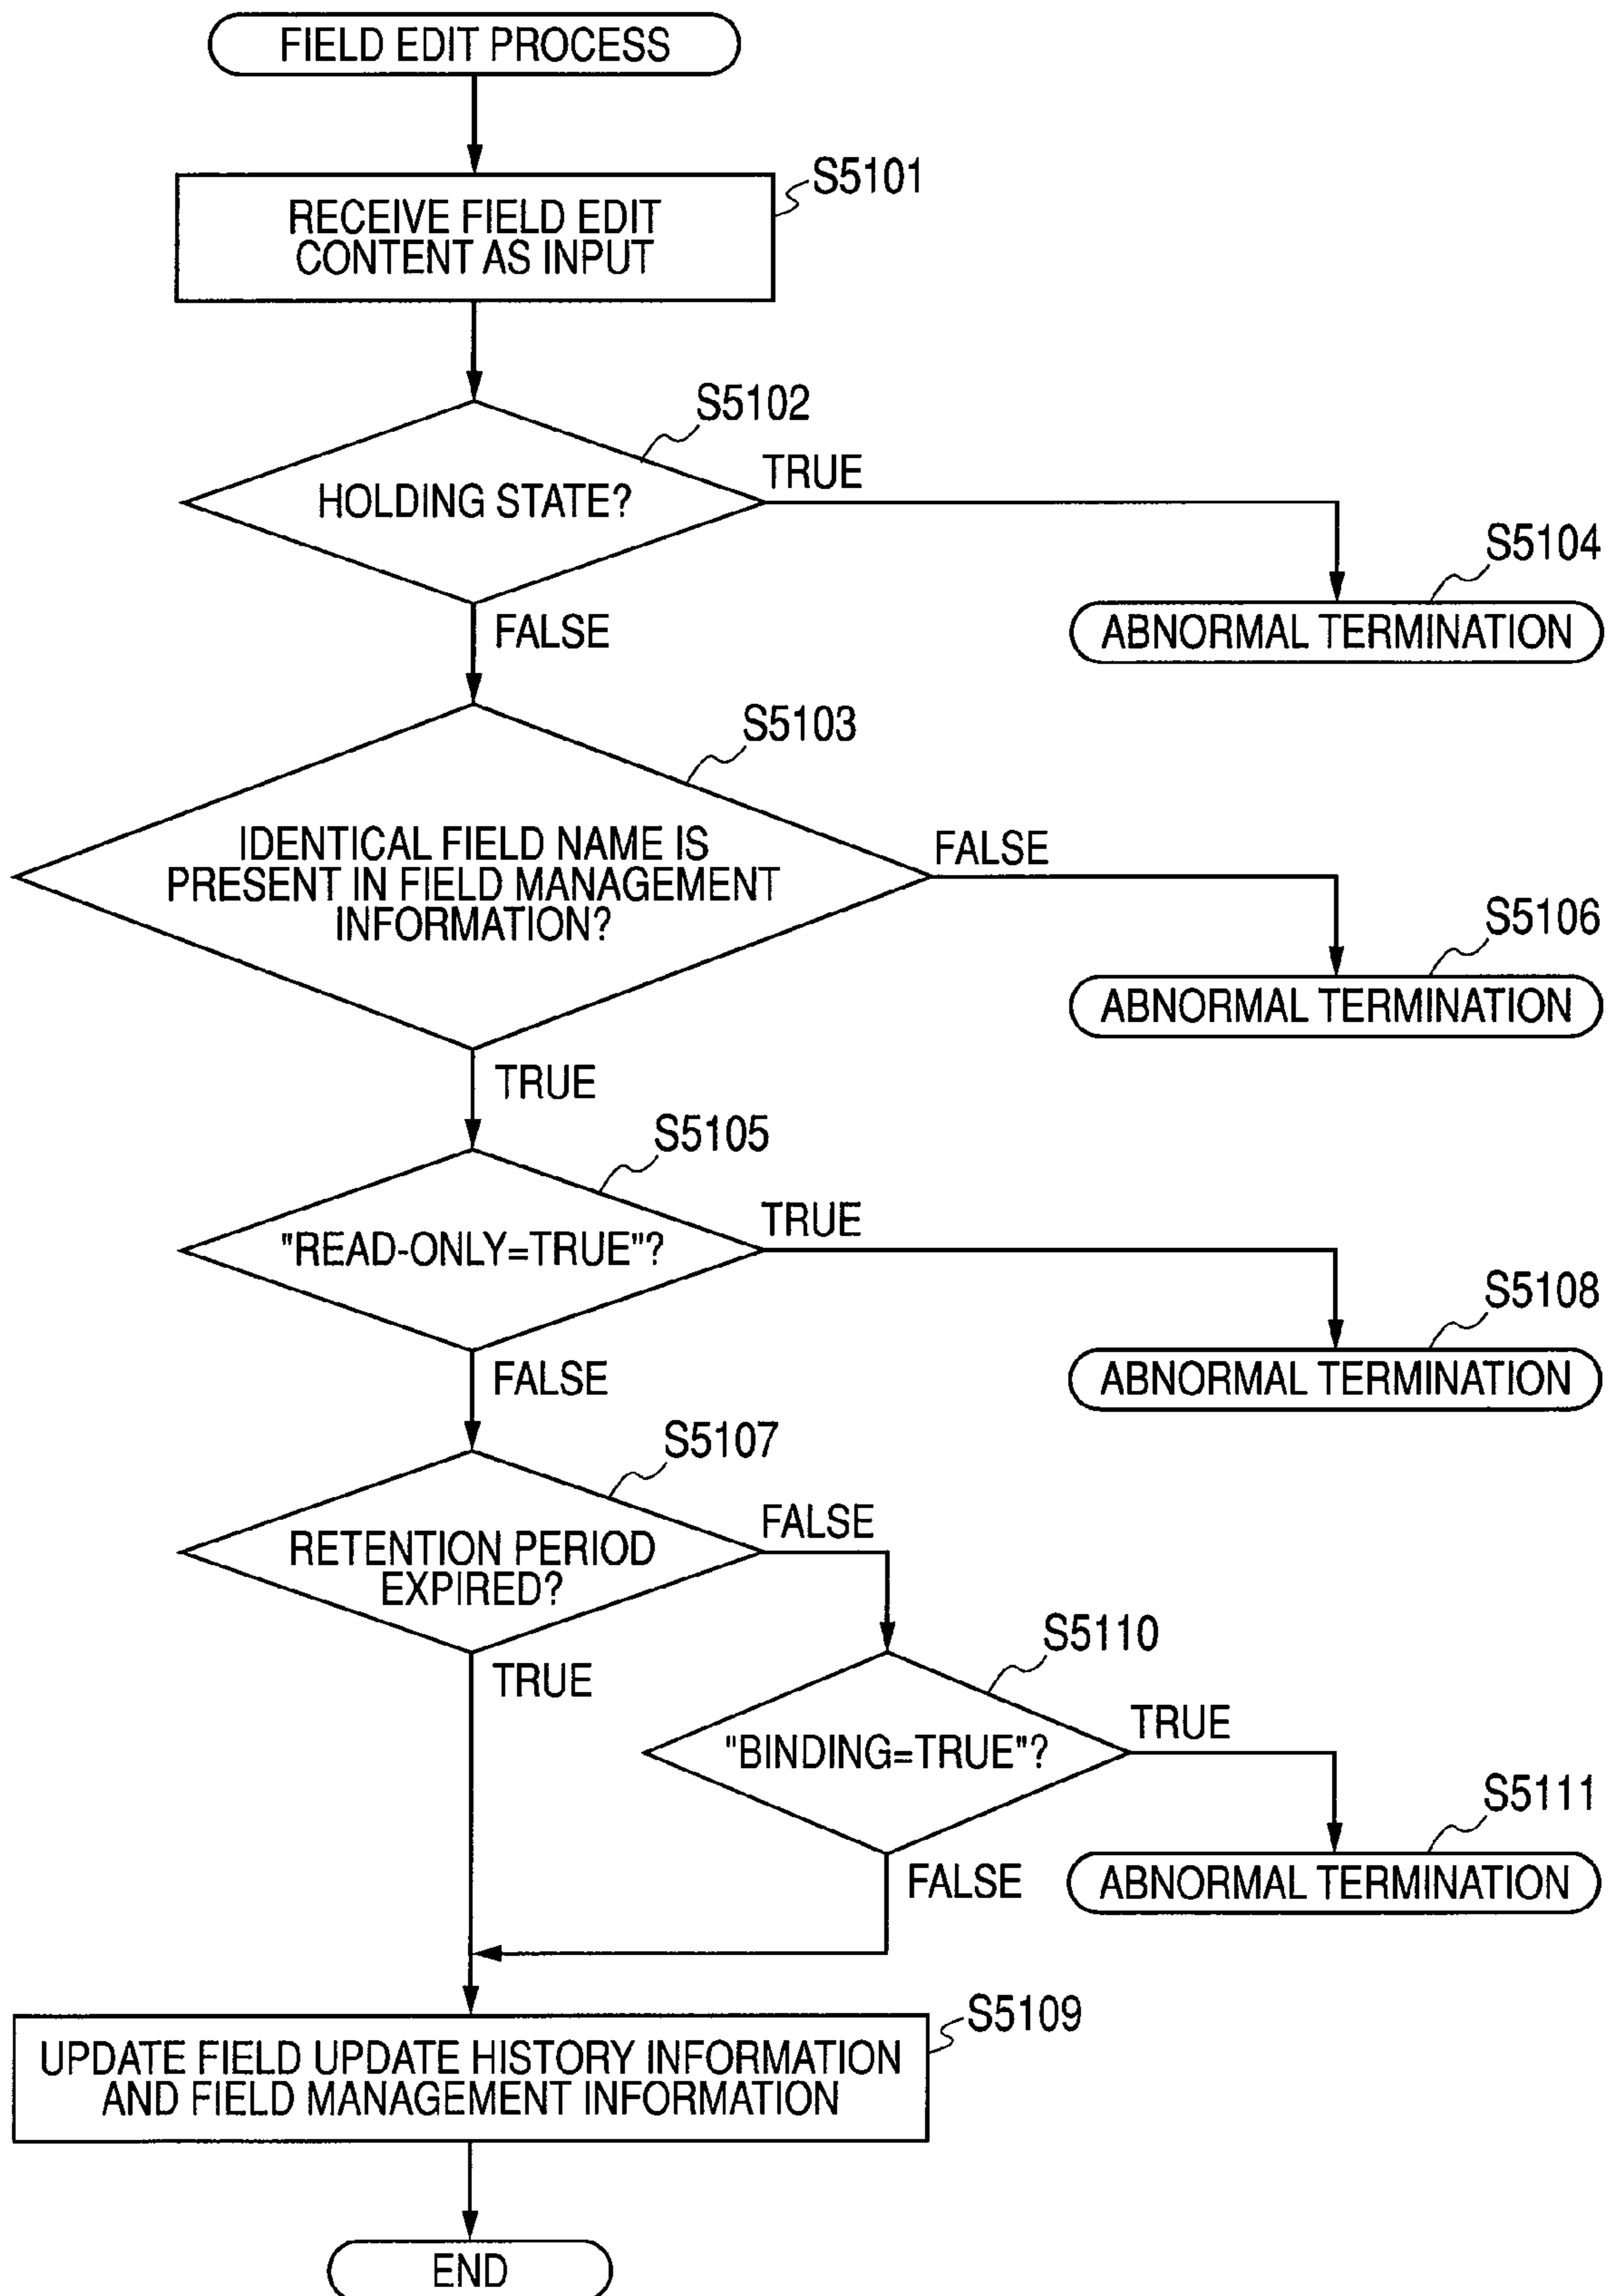 FIELD EDIT PROCESS
S5101
RECEIVE FIELD EDIT
CONTENT AS INPUT
S5102
HOLDING STATE?
TRUE
S5104
ABNORMAL TERMINATION
FALSE
S5103
IDENTICAL FIELD NAME IS
PRESENT IN FIELD MANAGEMENT
INFORMATION?
FALSE
S5106
ABNORMAL TERMINATION
TRUE
S5105
"READ-ONLY=TRUE"?
TRUE
S5108
ABNORMAL TERMINATION
FALSE
S5107
RETENTION PERIOD
EXPIRED?
FALSE
TRUE
S5110
"BINDING=TRUE"?
TRUE
S5111
ABNORMAL TERMINATION
FALSE
S5109
UPDATE FIELD UPDATE HISTORY INFORMATION
AND FIELD MANAGEMENT INFORMATION
END